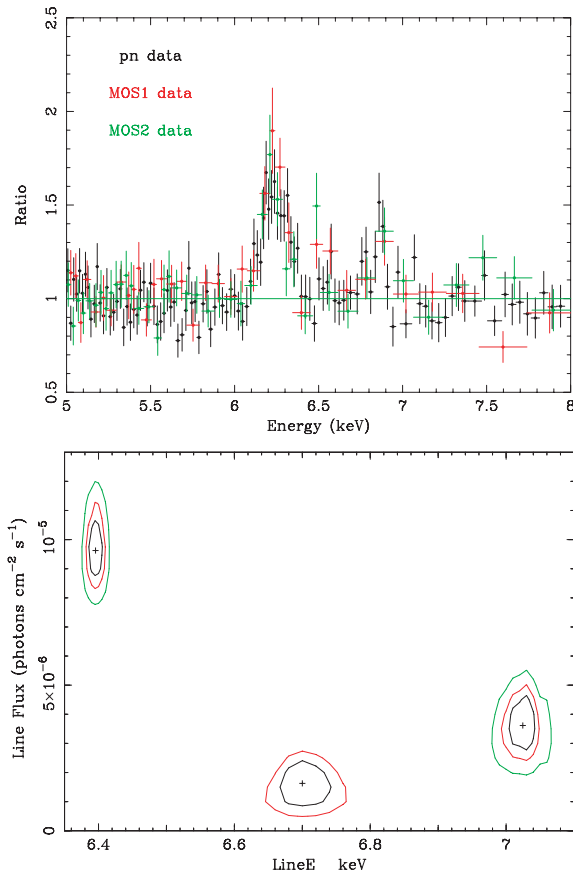 2.5
2
1.5
1
0.5
Ratio
pn data
MOS1 data
MOS2 data
5
5.5
6
6.5
7
7.5
8
Energy (keV)
10⁻⁵
5×10⁻⁶
0
Line Flux (photons cm⁻² s⁻¹)
6.4
6.6
6.8
7
LineE keV